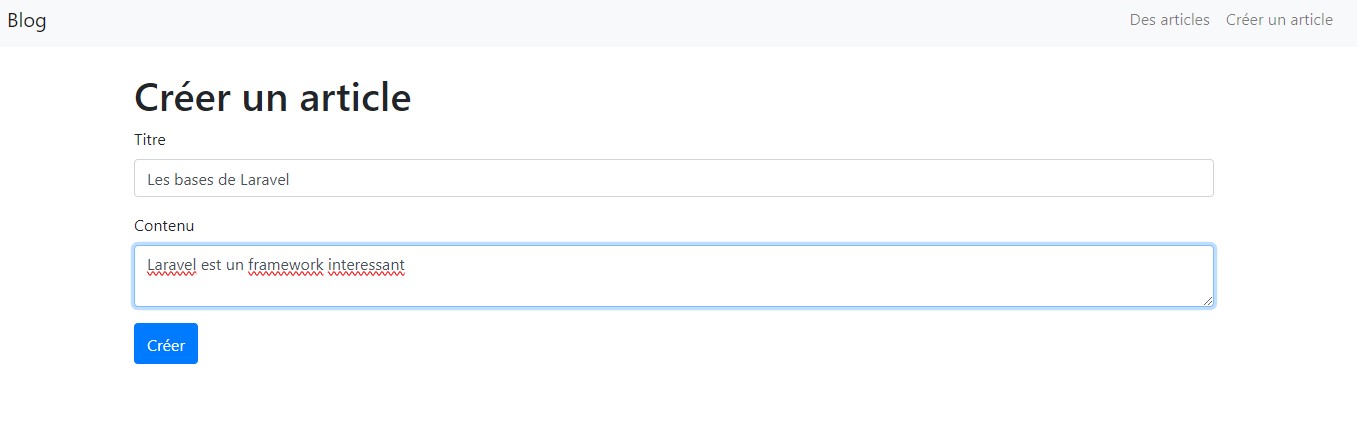 Blog Des articles Créer un article
Créer un article
Titre
Les bases de Laravel
Contenu
Laravel est un framework interessant
Créer